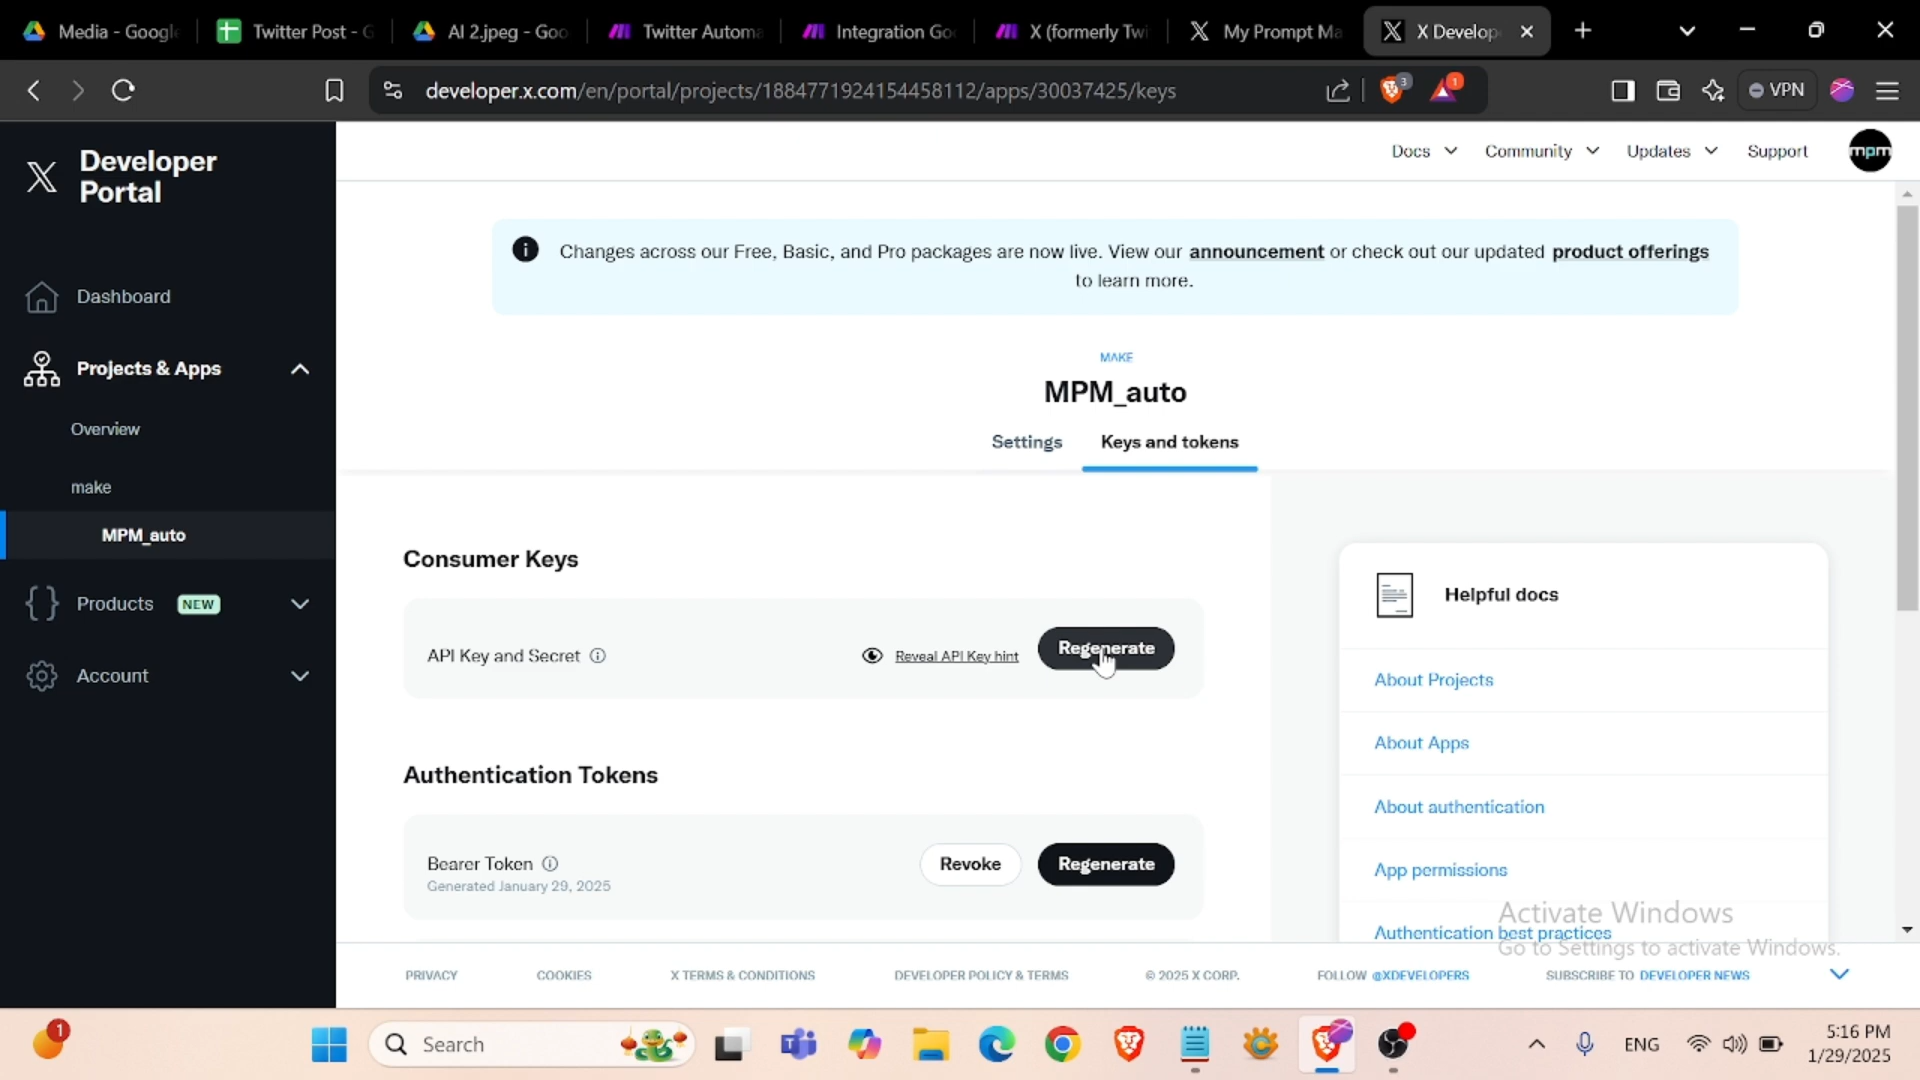 Media - Googl
Twitter Post - G
AI 2.jpeg - Goo
Twitter Automa
Integration Goo
X (formerly Twi
My Prompt Ma
X Develop
developer.x.com/en/portal/projects/1884771924154458112/apps/30037425/keys
3
1
VPN
Developer
Portal
Docs
Community
Updates
Support
mpm
Changes across our Free, Basic, and Pro packages are now live. View our announcement or check out our updated product offerings
to learn more.
Dashboard
Projects & Apps
Overview
make
MPM_auto
Products NEW
Account
MAKE
MPM_auto
Settings
Keys and tokens
Consumer Keys
API Key and Secret
Reveal API Key hint
Regenerate
Authentication Tokens
Bearer Token
Generated January 29, 2025
Revoke
Regenerate
Helpful docs
About Projects
About Apps
About authentication
App permissions
Authentication best practices
Activate Windows
Go to Settings to activate Windows.
PRIVACY
COOKIES
X TERMS & CONDITIONS
DEVELOPER POLICY & TERMS
© 2025 X CORP.
FOLLOW @XDEVELOPERS
SUBSCRIBE TO DEVELOPER NEWS
1
Search
ENG
5:16 PM
1/29/2025